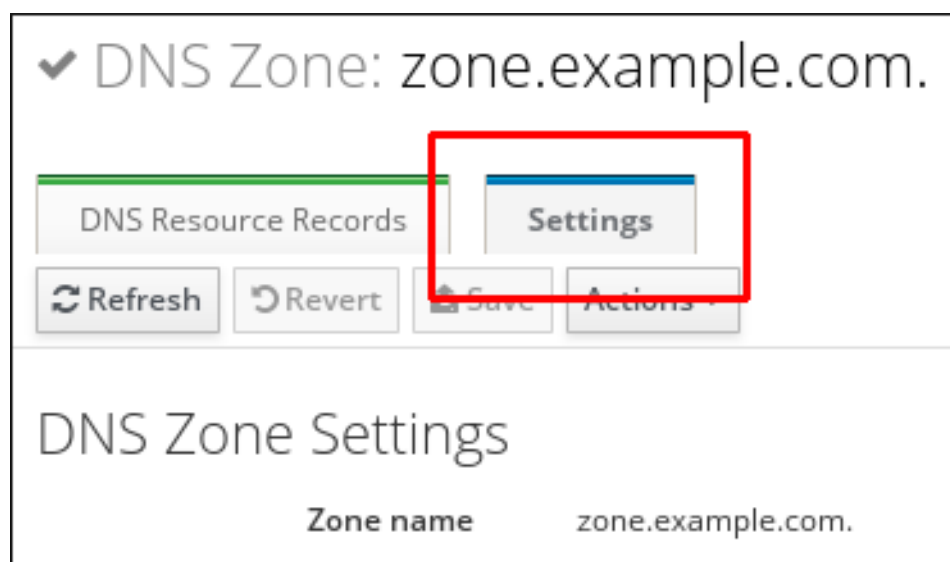 DNS Zone: zone.example.com.
DNS Resource Records Settings
Refresh Revert Save Actions
DNS Zone Settings
Zone name zone.example.com.